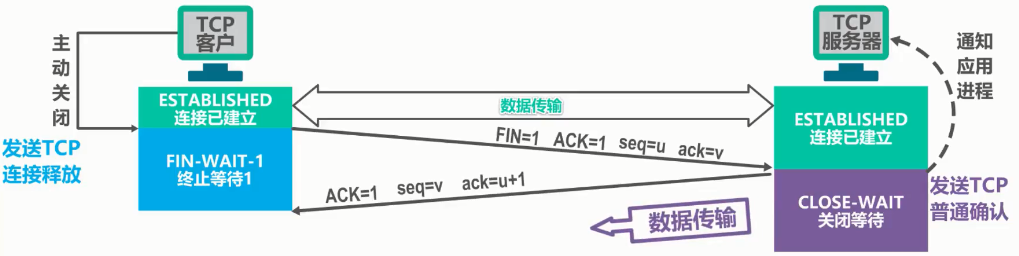 TCP
客户
TCP
服务器
主动关闭
通知
应用
进程
ESTABLISHED
连接已建立
数据传输
ESTABLISHED
连接已建立
发送TCP
连接释放
FIN-WAIT-1
终止等待1
FIN=1 ACK=1 seq=u ack=v
ACK=1 seq=v ack=u+1
数据传输
CLOSE-WAIT
关闭等待
发送TCP
普通确认